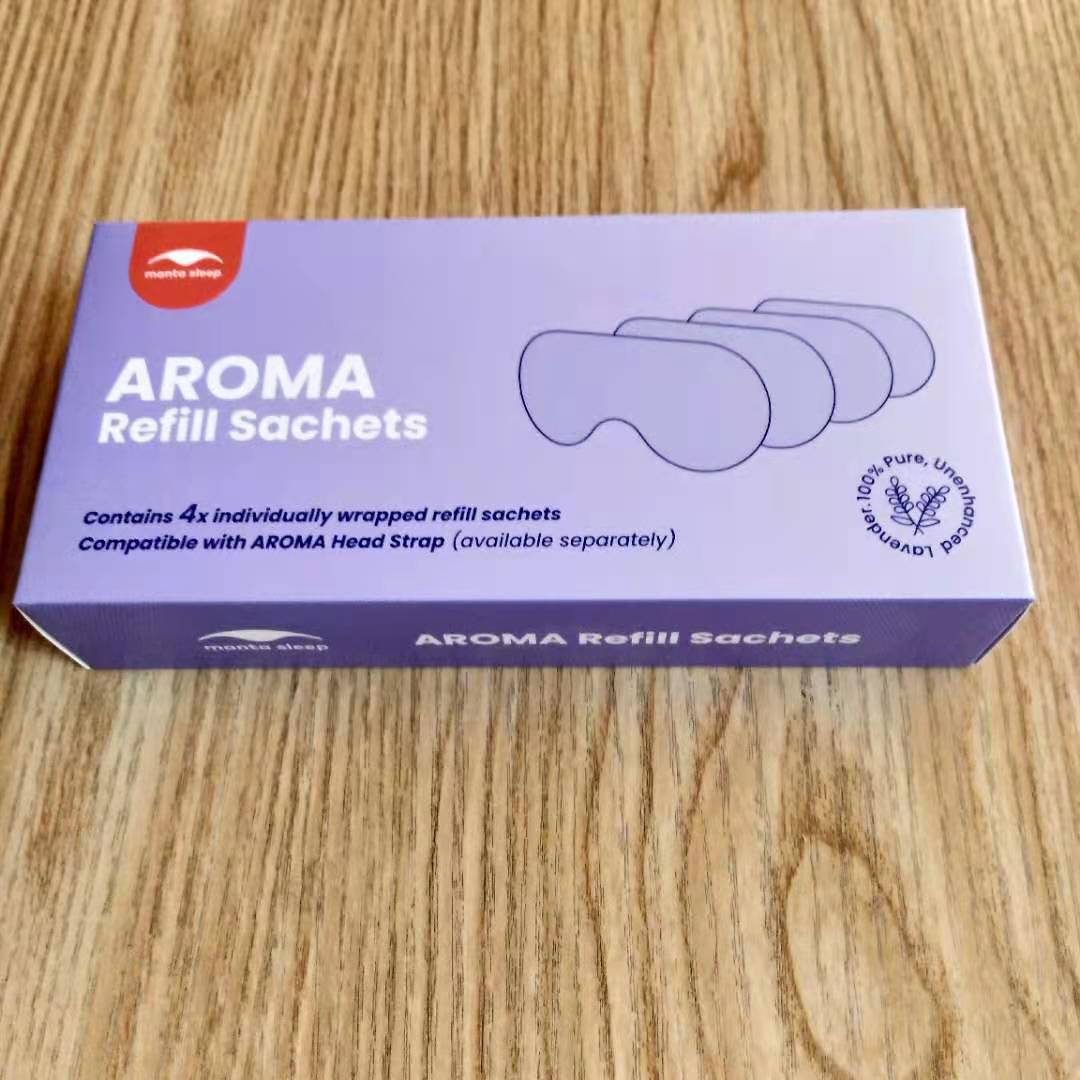 manta sleep
AROMA
Refill Sachets
Contains 4x individually wrapped refill sachets
Compatible with AROMA Head Strap (available separately)
100% Pure, Unenhanced Lavender.
manta sleep
AROMA Refill Sachets